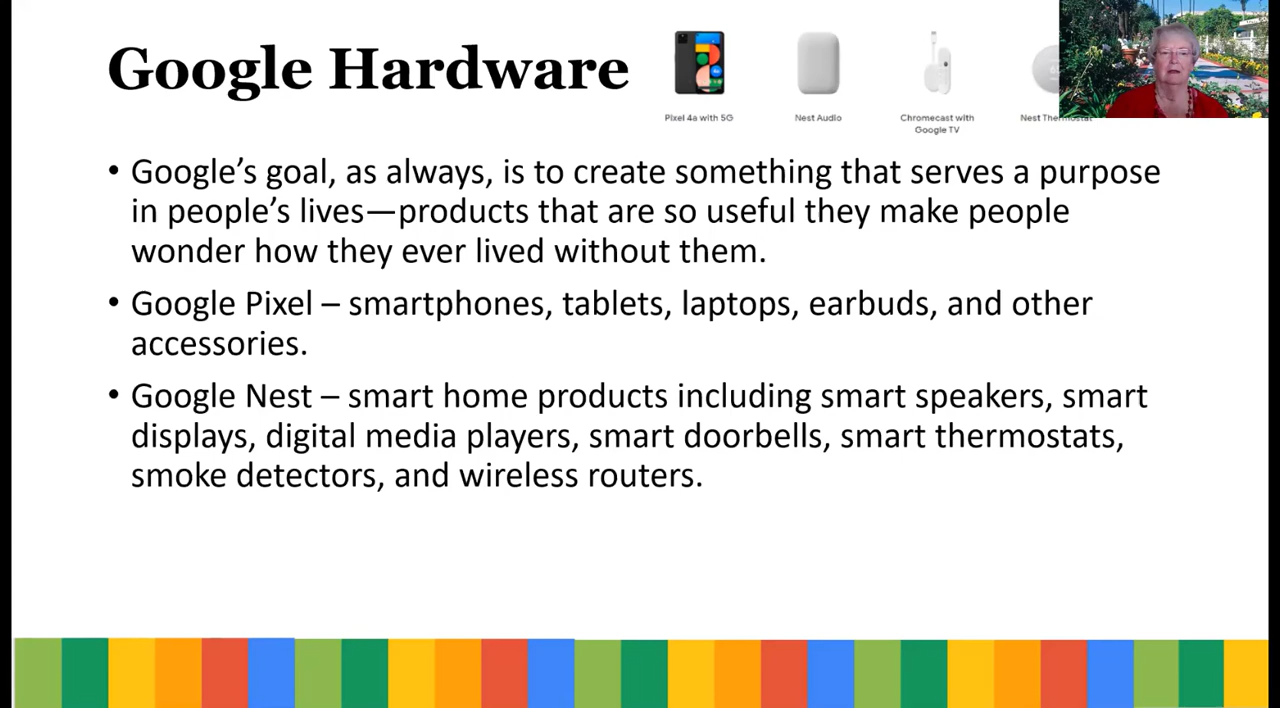 Google Hardware
Pixel 4a with 5G
Nest Audio
Chromecast with
Google TV
Nest Thermostat
• Google’s goal, as always, is to create something that serves a purpose
in people’s lives—products that are so useful they make people
wonder how they ever lived without them.
• Google Pixel – smartphones, tablets, laptops, earbuds, and other
accessories.
• Google Nest – smart home products including smart speakers, smart
displays, digital media players, smart doorbells, smart thermostats,
smoke detectors, and wireless routers.